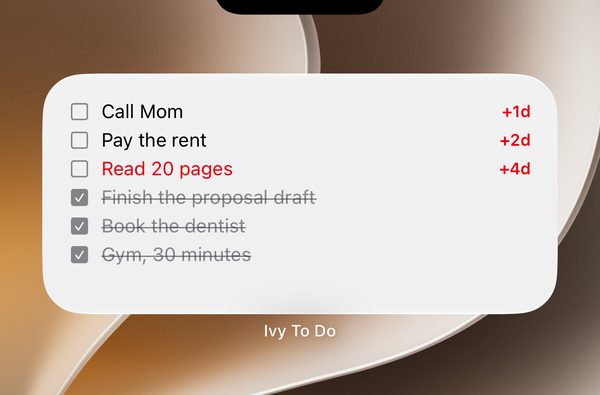 Call Mom +1d
Pay the rent +2d
Read 20 pages +4d
Finish the proposal draft
Book the dentist
Gym, 30 minutes
Ivy To Do